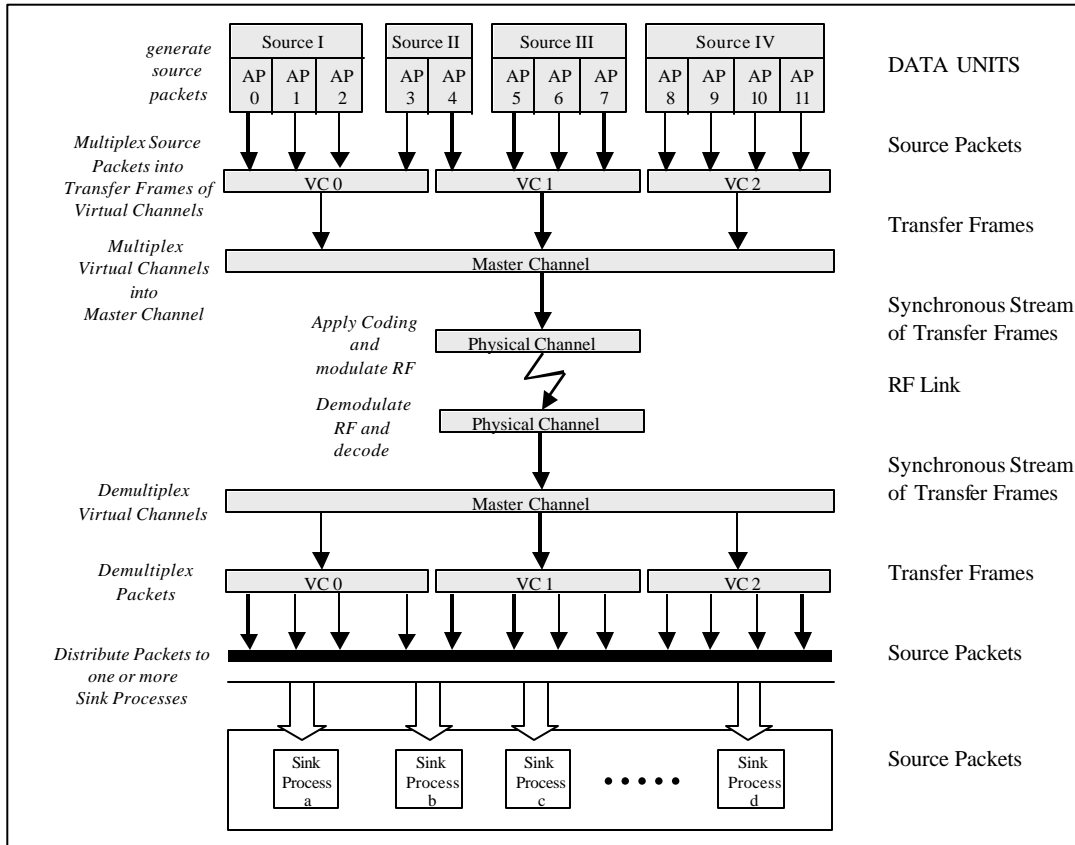 generate
source
packets
Source I
Source II
Source III
Source IV
AP
0
AP
1
AP
2
AP
3
AP
4
AP
5
AP
6
AP
7
AP
8
AP
9
AP
10
AP
11
DATA UNITS
Multiplex Source
Packets into
Transfer Frames of
Virtual Channels
Source Packets
VC 0
VC 1
VC 2
Transfer Frames
Multiplex
Virtual Channels
into
Master Channel
Master Channel
Synchronous Stream
of Transfer Frames
Apply Coding
and
modulate RF
Physical Channel
RF Link
Demodulate
RF and
decode
Physical Channel
Synchronous Stream
of Transfer Frames
Demultiplex
Virtual Channels
Master Channel
Demultiplex
Packets
VC 0
VC 1
VC 2
Transfer Frames
Distribute Packets to
one or more
Sink Processes
Source Packets
Sink
Process
a
Sink
Process
b
Sink
Process
c
• • • • •
Sink
Process
d
Source Packets